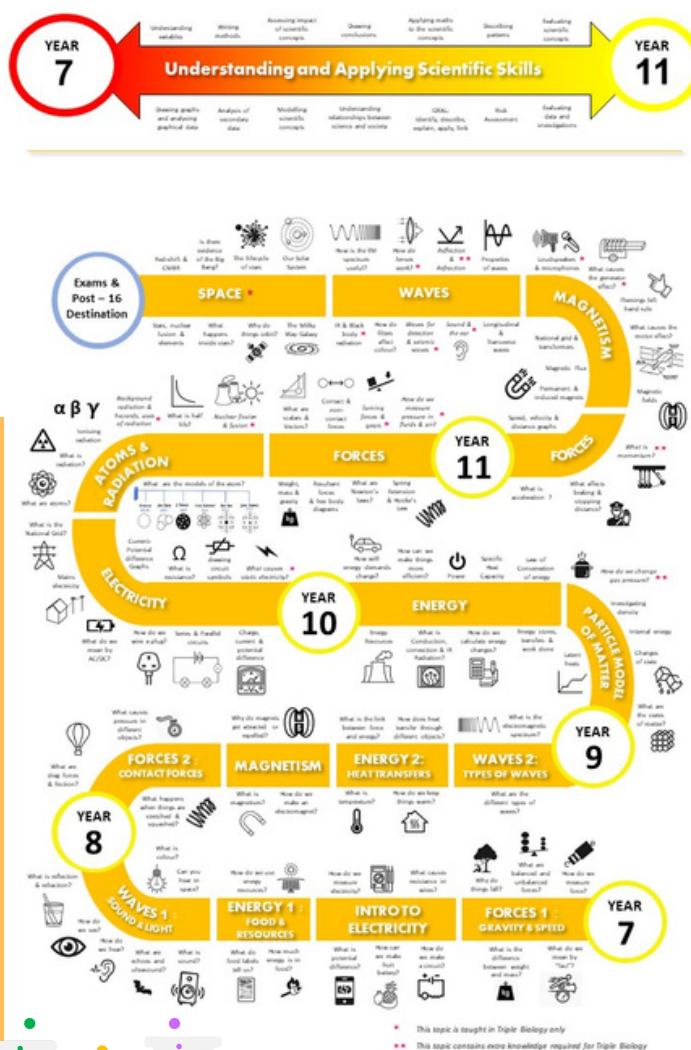 Understanding variables
Writing methods
Assessing impact of scientific concepts
Drawing conclusions
Applying maths to the scientific concepts
Describing patterns
Evaluating scientific concepts
YEAR 7
Understanding and Applying Scientific Skills
YEAR 11
Drawing graphs and analysing graphical data
Analysis of secondary data
Modelling scientific concepts
Understanding relationships between science and society
identify, describe, explain, apply, link
Risk Assessment
Evaluating data and investigations
Is there evidence of the Big Bang?
Red-shift & CMBR
The lifecycle of stars
Our Solar System
How is the EM spectrum useful?
How do lenses work? *
Reflection & ** Refraction
Properties of waves
Loudspeakers * & microphones
What causes the generator effect? *
Flemings left hand rule
Exams & Post – 16 Destination
SPACE *
WAVES
MAGNETISM
What causes the motor effect?
Stars, nuclear fusion & elements
What happens inside stars?
Why do things orbit?
The Milky Way Galaxy
IR & Black body * radiation
How do filters affect colour?
Waves for detection & seismic waves *
Sound & * the ear
Longitudinal & Transverse waves
National grid & transformers
Magnetic Flux
Permanent & induced magnets
Magnetic fields
α β γ
Background radiation & hazards, uses of radiation *
What is half life?
Nuclear fission & fusion *
What are scalars & Vectors?
Contact & non-contact forces
Turning forces & gears *
How do we measure pressure in fluids & air? *
Speed, velocity & distance graphs
Ionising radiation
What is radiation?
ATOMS & RADIATION
FORCES
YEAR 11
FORCES
What is momentum? **
What are atoms?
What are the models of the atom?
Weight, mass & gravity
kg
Resultant forces & free body diagrams
What are Newton's laws?
Spring Extension & Hooke's Law
What is acceleration ?
What affects braking & stopping distance?
What is the National Grid?
Current- Potential difference Graphs
Ω
What is resistance?
drawing circuit symbols
What causes static electricity? *
How will energy demands change?
How can we make things more efficient?
Power
Specific Heat Capacity
Law of Conservation of energy
How do we change gas pressure? **
Mains electricity
ELECTRICITY
YEAR 10
ENERGY
PARTICLE MODEL OF MATTER
Investigating density
Internal energy
Changes of state
What do we mean by AC/DC?
How do we wire a plug?
Series & Parallel circuits
Charge, current & potential difference
Energy Resources
What is Conduction, convection & IR Radiation?
How do we calculate energy changes?
Energy stores, transfers & work done
Latent heats
What are the states of matter?
What causes pressure in different objects?
Why do magnets get attracted or repelled?
What is the link between force and energy?
How does heat transfer through different objects?
What is the electromagnetic spectrum?
YEAR 9
FORCES 2 : CONTACT FORCES
MAGNETISM
ENERGY 2: HEAT TRANSFERS
WAVES 2: TYPES OF WAVES
What are drag forces & friction?
What happens when things are stretched & squashed?
What is magnetism?
How do we make an electromagnet?
What is temperature?
How do we keep things warm?
What are the different types of waves?
YEAR 8
What is colour?
Can you hear in space?
How do we use energy resources?
How do we measure electricity?
What causes resistance in wires?
Why do things fall?
What are balanced and unbalanced forces?
How do we measure force?
What is reflection & refraction?
WAVES 1 : SOUND & LIGHT
ENERGY 1 : FOOD & RESOURCES
INTRO TO ELECTRICITY
FORCES 1 : GRAVITY & SPEED
YEAR 7
How do we see?
How do we hear?
What are echoes and ultrasound?
What is sound?
What do food labels tell us?
How much energy is in food?
What is potential difference?
How can we make fruit battery?
How do we make a circuit?
What is the difference between weight and mass?
kg
What do we mean by "fast"?
* This topic is taught in Triple Biology only
** This topic contains extra knowledge required for Triple Biology